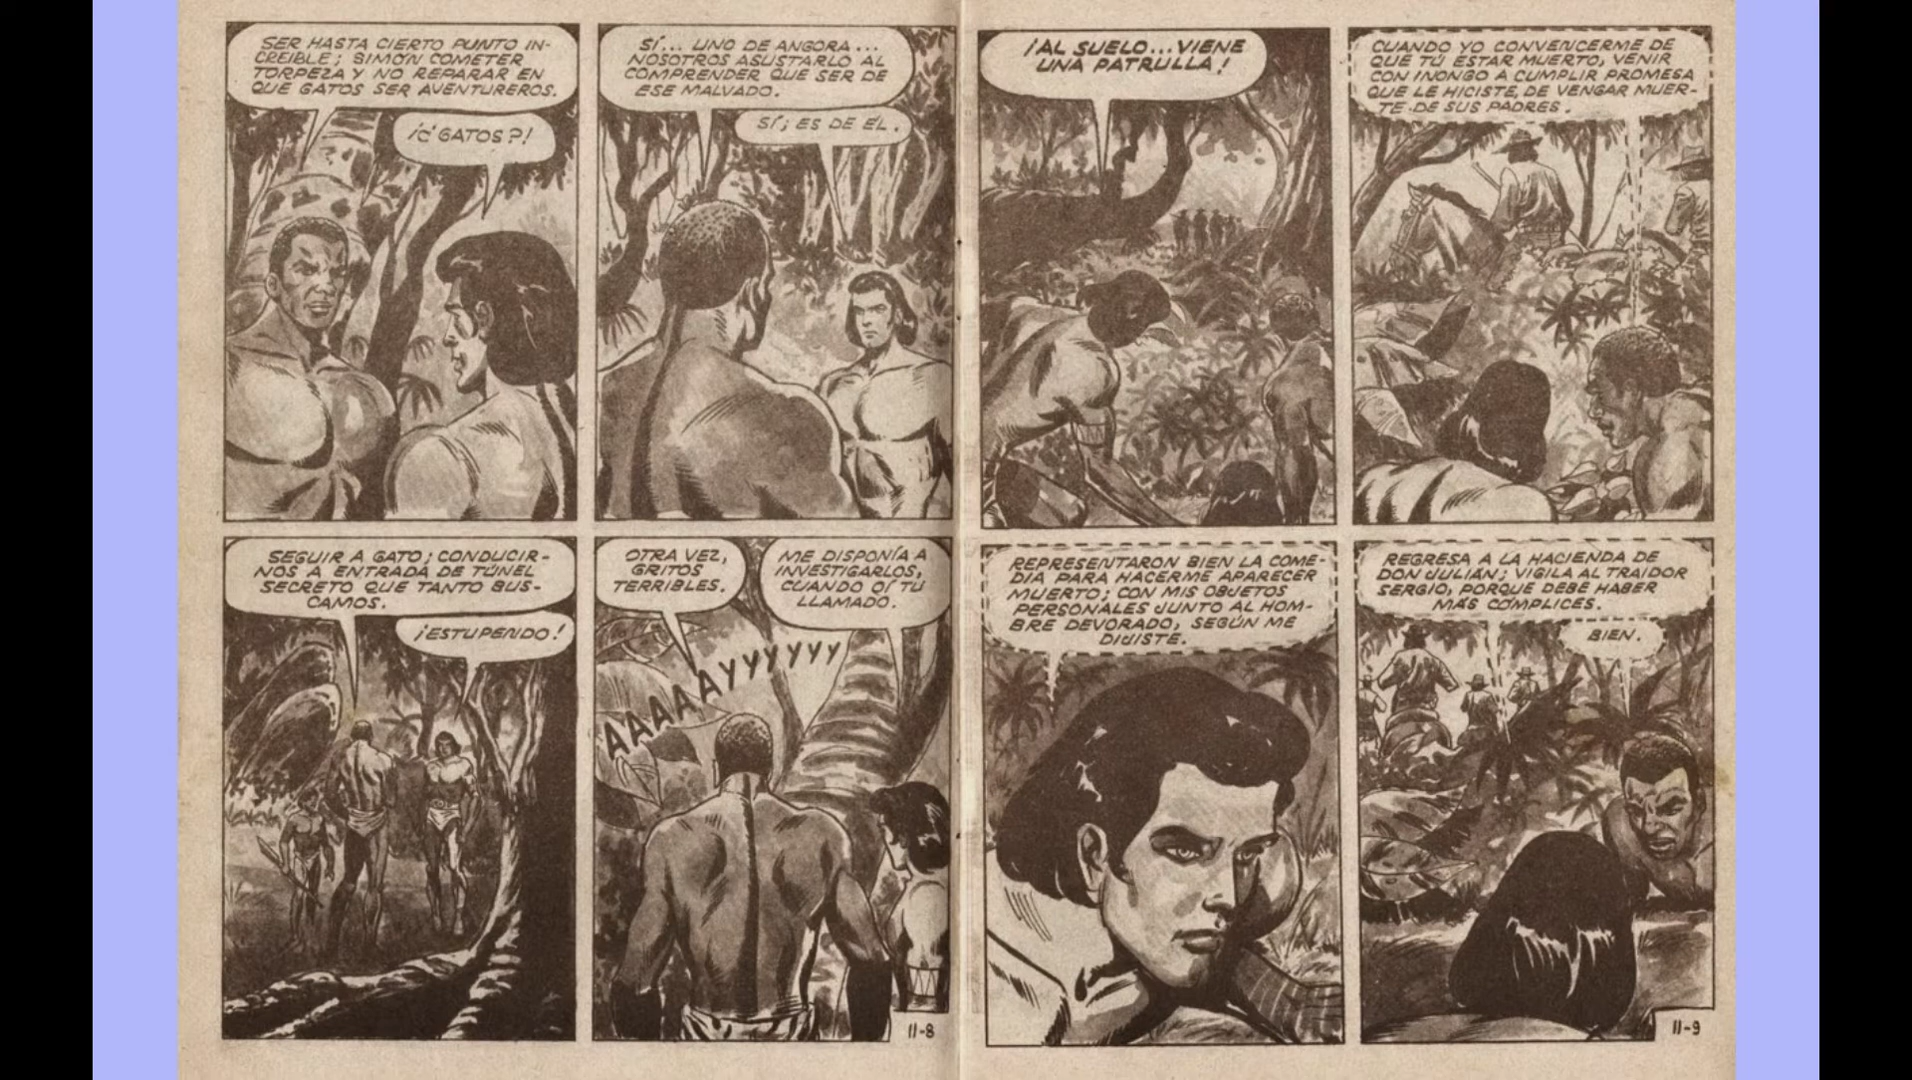 SER HASTA CIERTO PUNTO IN-
CREIBLE; SIMÓN COMETER
TORPEZA Y NO REPARAR EN
QUE GATOS SER AVENTUREROS.
¡¿GATOS?!
SÍ... UNO DE ANGORA...
NOSOTROS ASUSTARLO AL
COMPRENDER QUE SER DE
ESE MALVADO.
SÍ; ES DE ÉL.
SEGUIR A GATO; CONDUCIR-
NOS A ENTRADA DE TÚNEL
SECRETO QUE TANTO BUS-
CAMOS.
¡ESTUPENDO!
OTRA VEZ,
GRITOS
TERRIBLES.
ME DISPONÍA A
INVESTIGARLOS,
CUANDO OÍ TU
LLAMADO.
AAAAAYYYYYYY
11-8
¡AL SUELO...VIENE
UNA PATRULLA!
CUANDO YO CONVENCERME DE
QUE TÚ ESTAR MUERTO, VENIR
CON INONGO A CUMPLIR PROMESA
QUE LE HICISTE, DE VENGAR MUER-
TE DE SUS PADRES.
REPRESENTARON BIEN LA COME-
DIA PARA HACERME APARECER
MUERTO; CON MIS OBJETOS
PERSONALES JUNTO AL HOM-
BRE DEVORADO, SEGÚN ME
DIJISTE.
REGRESA A LA HACIENDA DE
DON JULIÁN; VIGILA AL TRAIDOR
SERGIO, PORQUE DEBE HABER
MÁS CÓMPLICES.
BIEN.
11-9